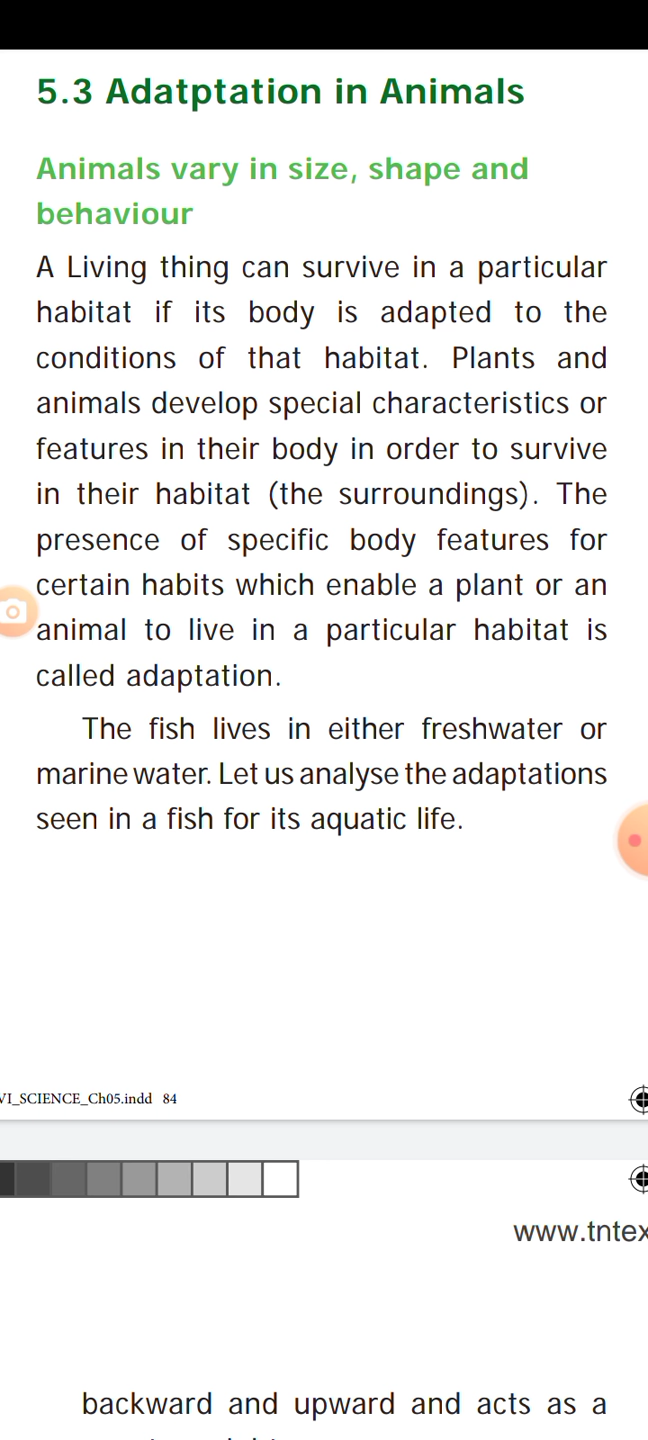 5.3 Adatptation in Animals
Animals vary in size, shape and
behaviour
A Living thing can survive in a particular
habitat if its body is adapted to the
conditions of that habitat. Plants and
animals develop special characteristics or
features in their body in order to survive
in their habitat (the surroundings). The
presence of specific body features for
certain habits which enable a plant or an
animal to live in a particular habitat is
called adaptation.
The fish lives in either freshwater or
marine water. Let us analyse the adaptations
seen in a fish for its aquatic life.
VI_SCIENCE_Ch05.indd 84
www.tntex
backward and upward and acts as a